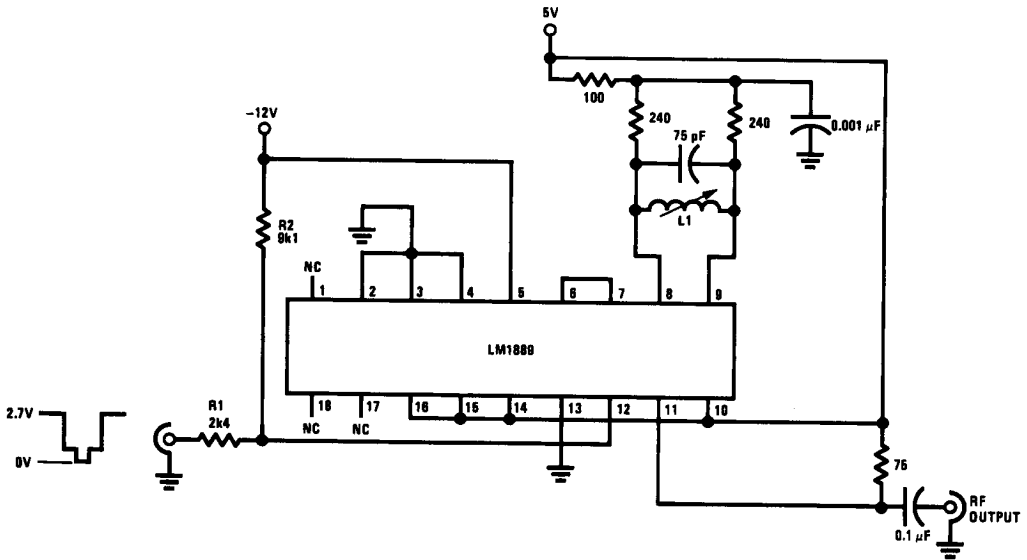 5V
100
240
240
0.001 µF
75 pF
L1
-12V
R2
9k1
NC
1
2
3
4
5
6
7
8
9
LM1889
18
17
16
15
14
13
12
11
10
NC
NC
2.7V
0V
R1
2k4
75
0.1 µF
RF
OUTPUT